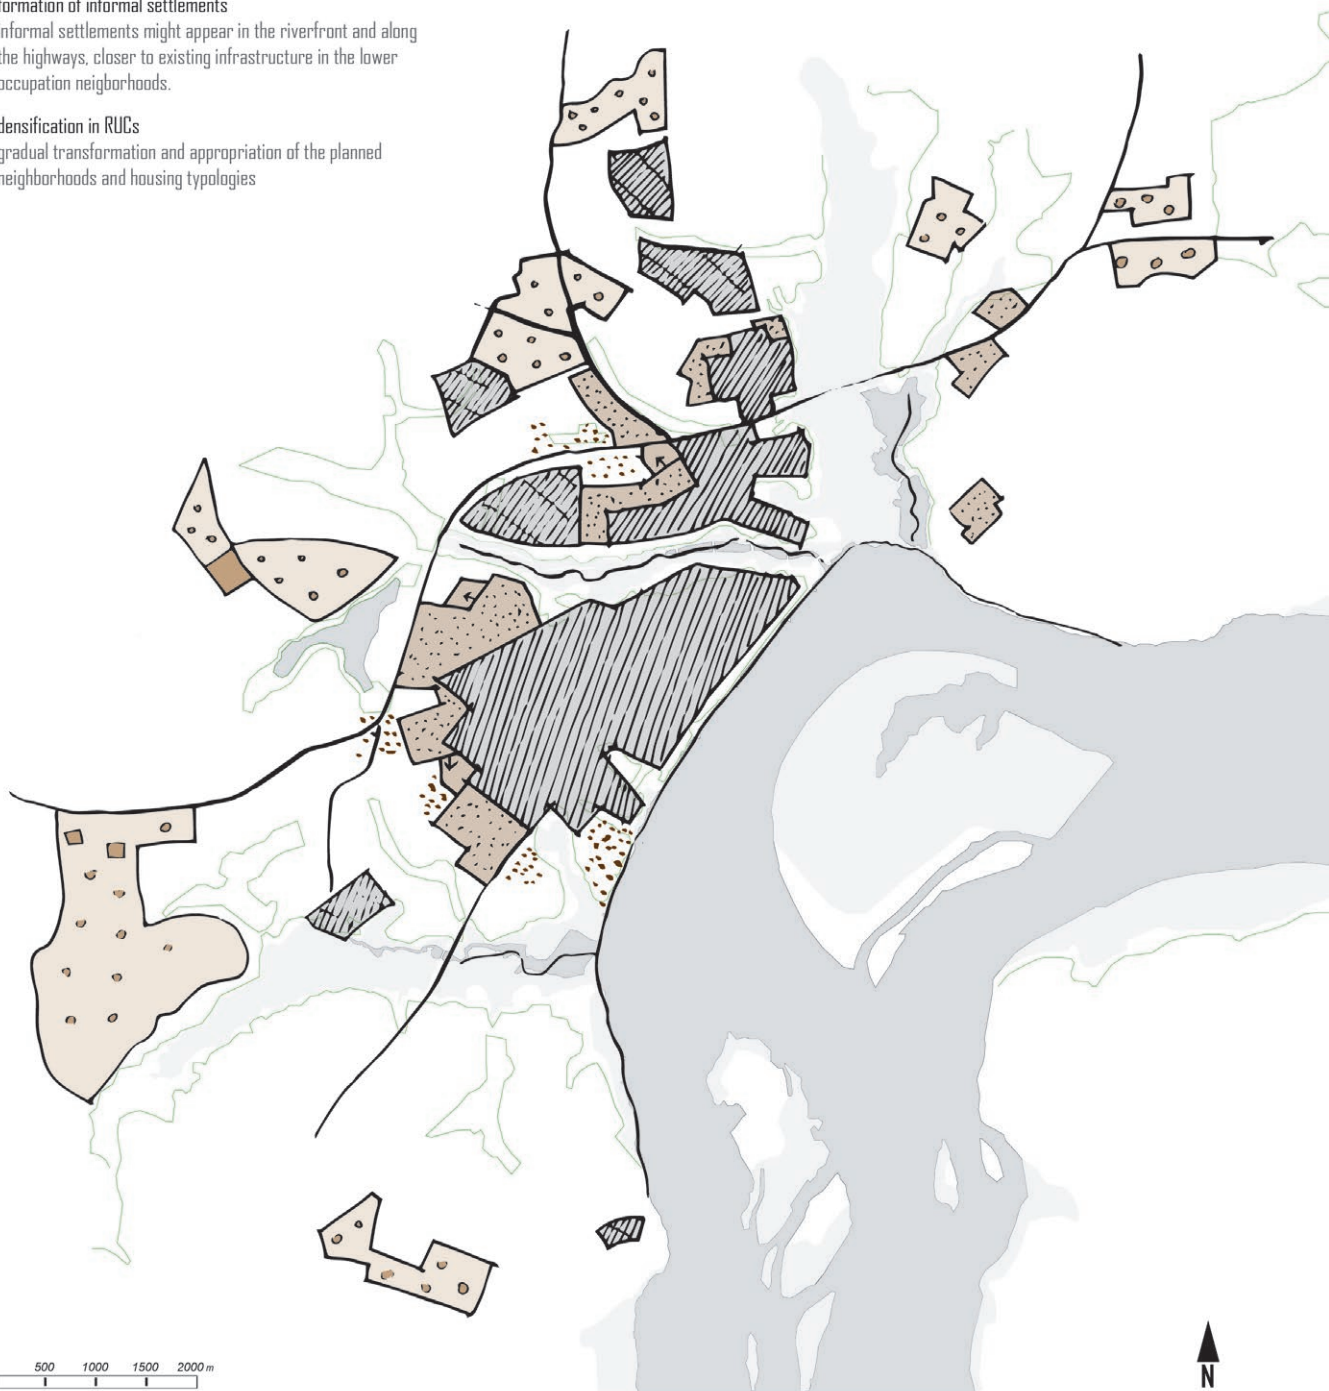 formation of informal settlements
informal settlements might appear in the riverfront and along
the highways, closer to existing infrastructure in the lower
occupation neigborhoods.
densification in RUCs
gradual transformation and appropriation of the planned
neighborhoods and housing typologies
500 1000 1500 2000 m
N